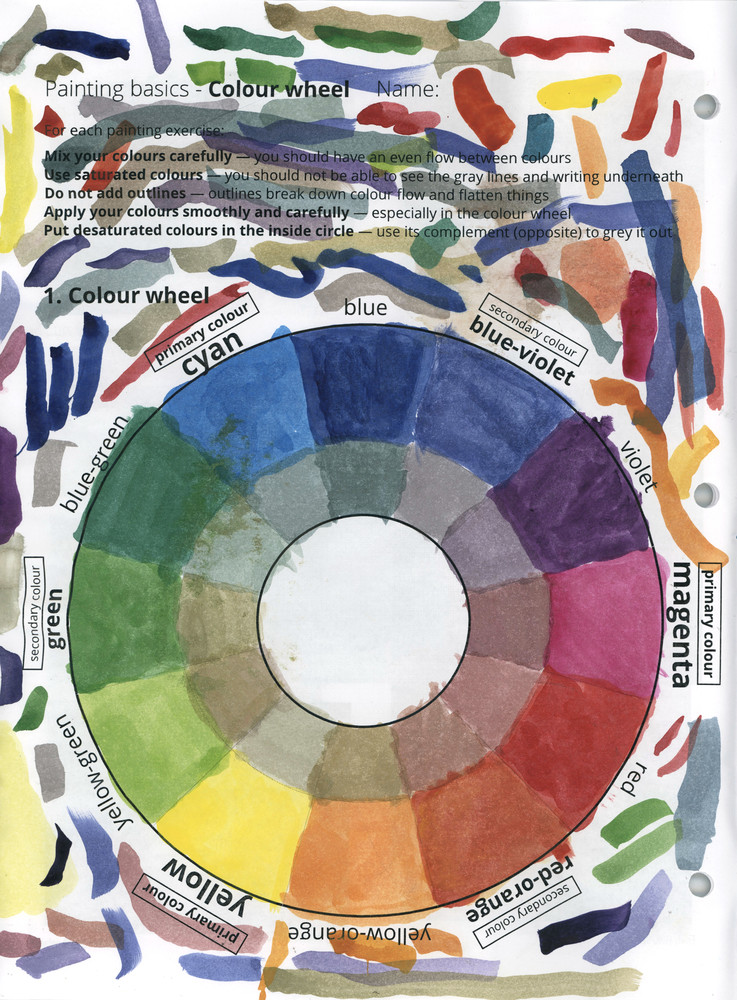 Painting basics - Colour wheel Name:
For each painting exercise:
Mix your colours carefully — you should have an even flow between colours
Use saturated colours — you should not be able to see the gray lines and writing underneath
Do not add outlines — outlines break down colour flow and flatten things
Apply your colours smoothly and carefully — especially in the colour wheel
Put desaturated colours in the inside circle — use its complement (opposite) to grey it out.
1. Colour wheel
blue
secondary colour
blue-violet
violet
primary colour
magenta
red
red-orange
secondary colour
yellow-orange
yellow
primary colour
yellow-green
secondary colour
green
blue-green
primary colour
cyan